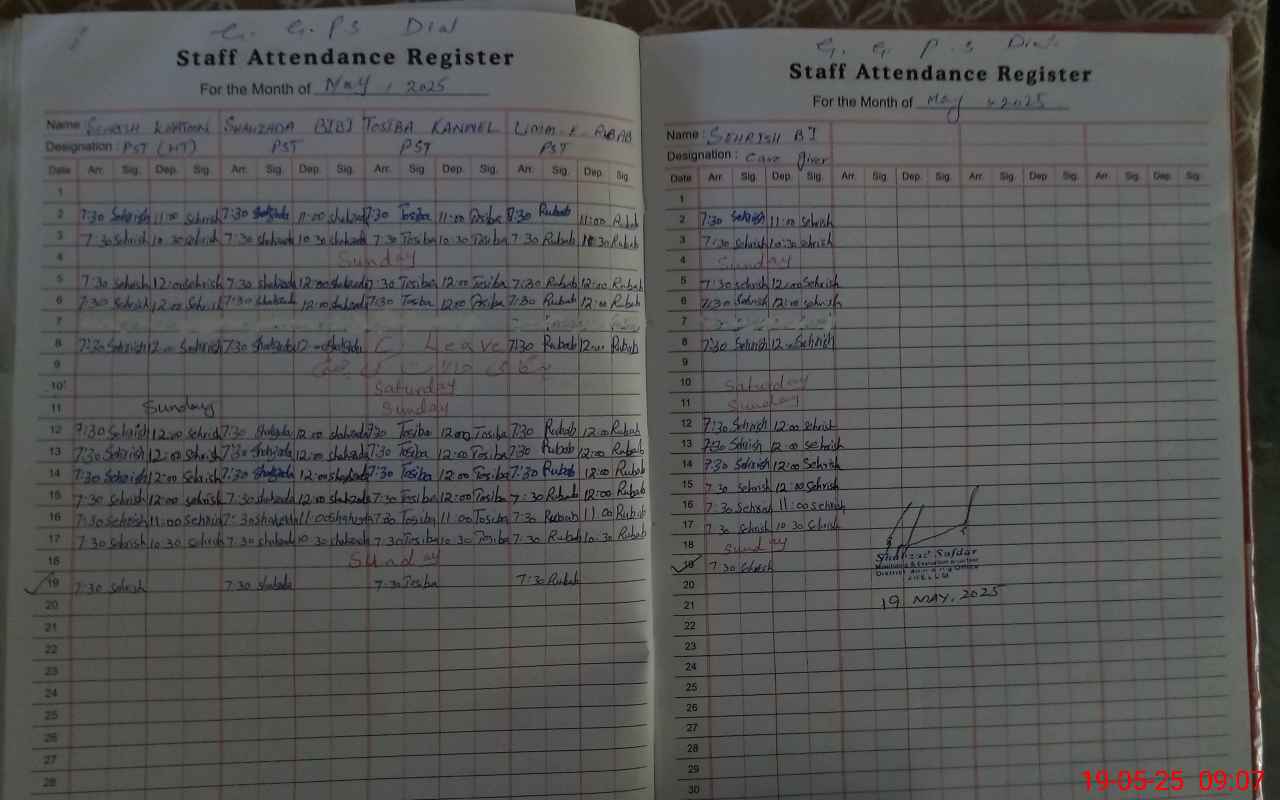 G. G. P S Dial
Staff Attendance Register
For the Month of May, 2025
Name SEHRISH KHATOON SHAHZADA BIBI TOSIBA KANWEL RUBAB
Designation: PST (HT) PST PST PST
Date Arr. Sig. Dep. Sig. Arr. Sig. Dep. Sig. Arr. Sig. Dep. Sig. Arr. Sig. Dep. Sig.
1
2 7:30 Sehrish 11:00 Sehrish 7:30 Shahzada 11:00 shahzada 7:30 Tosiba 11:00 Tosiba 7:30 Rubab 11:00 Rubab
3 7:30 Sehrish 10:30 Sehrish 7:30 Shahzada 10:30 shahzada 7:30 Tosiba 10:30 Tosiba 7:30 Rubab 10:30 Rubab
4 Sunday
5 7:30 Sehrish 12:00 Sehrish 7:30 shahzada 12:00 shahzada 7:30 Tosiba 12:00 Tosiba 7:30 Rubab 12:00 Rubab
6 7:30 Sehrish 12:00 Sehrish 7:30 shahzada 12:00 shahzada 7:30 Tosiba 12:00 Tosiba 7:30 Rubab 12:00 Rubab
7
8 7:30 Sehrish 12:00 Sehrish 7:30 Shahzada 12:00 shahzada C Leave 7:30 Rubab 12:00 Rubab
9
10 Saturday
11 Sunday Sunday
12 7:30 Sehrish 12:00 Sehrish 7:30 Shahzada 12:00 shahzada 7:30 Tosiba 12:00 Tosiba 7:30 Rubab 12:00 Rubab
13 7:30 Sehrish 12:00 Sehrish 7:30 Shahzada 12:00 shahzada 7:30 Tosiba 12:00 Tosiba 7:30 Rubab 12:00 Rubab
14 7:30 Sehrish 12:00 Sehrish 7:30 Shahzada 12:00 shahzada 7:30 Tosiba 12:00 Tosiba 7:30 Rubab 12:00 Rubab
15 7:30 Sehrish 12:00 Sehrish 7:30 shahzada 12:00 shahzada 7:30 Tosiba 12:00 Tosiba 7:30 Rubab 12:00 Rubab
16 7:30 Sehrish 11:00 Sehrish 7:30 shahzada 11:00 shahzada 7:30 Tosiba 11:00 Tosiba 7:30 Rubab 11:00 Rubab
17 7:30 Sehrish 10:30 Sehrish 7:30 shahzada 10:30 shahzada 7:30 Tosiba 10:30 Tosiba 7:30 Rubab 10:30 Rubab
18 Sunday
19 7:30 Sehrish 7:30 Shahzada 7:30 Tosiba 7:30 Rubab
20
21
22
23
24
25
26
27
28
G. G. P.S Dial
Staff Attendance Register
For the Month of May 2025
Name : SEHRISH BI
Designation : Care giver
Date Arr. Sig. Dep. Sig. Arr. Sig. Dep. Sig. Arr. Sig. Dep. Sig. Arr. Sig. Dep. Sig.
1
2 7:30 Sehrish 11:00 Sehrish
3 7:30 Sehrish 10:30 Sehrish
4 Sunday
5 7:30 Sehrish 12:00 Sehrish
6 7:30 Sehrish 12:00 Sehrish
7
8 7:30 Sehrish 12:00 Sehrish
9
10 Saturday
11 Sunday
12 7:30 Sehrish 12:00 Sehrish
13 7:30 Sehrish 12:00 Sehrish
14 7:30 Sehrish 12:00 Sehrish
15 7:30 Sehrish 12:00 Sehrish
16 7:30 Sehrish 11:00 Sehrish
17 7:30 Sehrish 10:30 Sehrish
18 Sunday
19 7:30 Sehrish
20
21
22
23
24
25
26
27
28
29
30
Shahzad Safdar
Monitoring & Evaluation Assistant
19 MAY, 2025
19-05-25 09:07